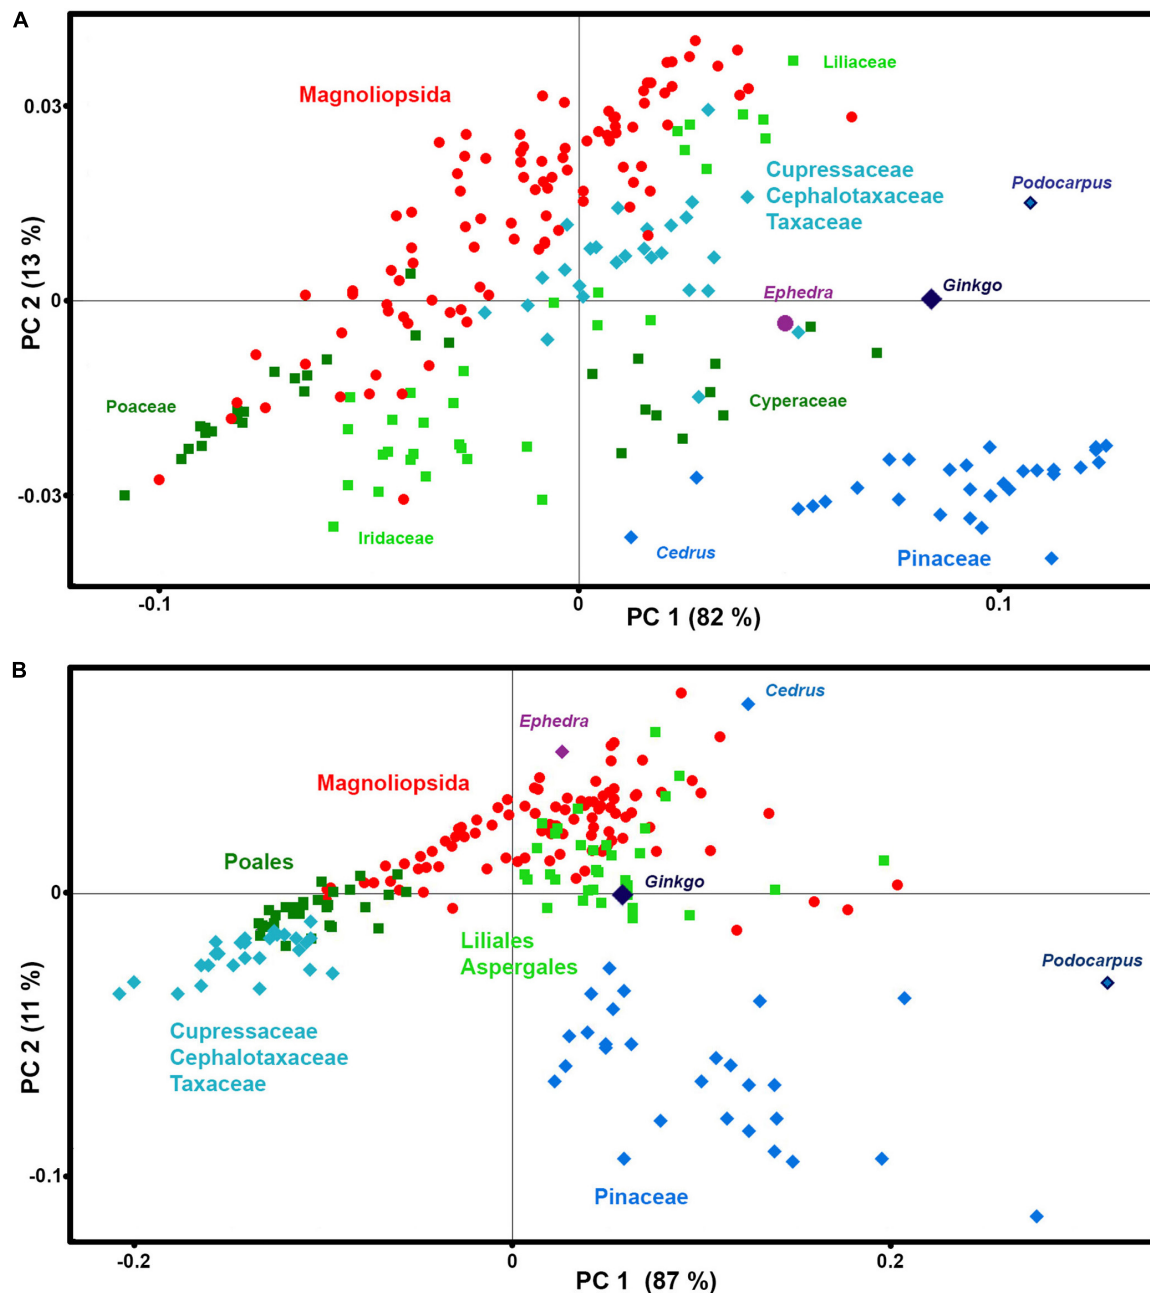 A
Liliaceae
Magnoliopsida
0.03
Cupressaceae
Cephalotaxaceae
Taxaceae
Podocarpus
Ephedra
Ginkgo
0
PC 2 (13 %)
Poaceae
Cyperaceae
-0.03
Iridaceae
Cedrus
Pinaceae
-0.1
0
0.1
PC 1 (82 %)
B
Cedrus
Ephedra
Magnoliopsida
Poales
Ginkgo
0
Liliales
Aspergales
Podocarpus
Cupressaceae
Cephalotaxaceae
Taxaceae
PC 2 (11 %)
-0.1
Pinaceae
-0.2
0
0.2
PC 1 (87 %)